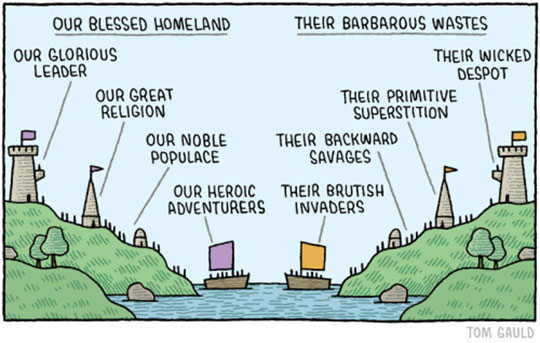 OUR BLESSED HOMELAND
THEIR BARBAROUS WASTES
OUR GLORIOUS
LEADER
OUR GREAT
RELIGION
OUR NOBLE
POPULACE
OUR HEROIC
ADVENTURERS
THEIR WICKED
DESPOT
THEIR PRIMITIVE
SUPERSTITION
THEIR BACKWARD
SAVAGES
THEIR BRUTISH
INVADERS
TOM GAULD